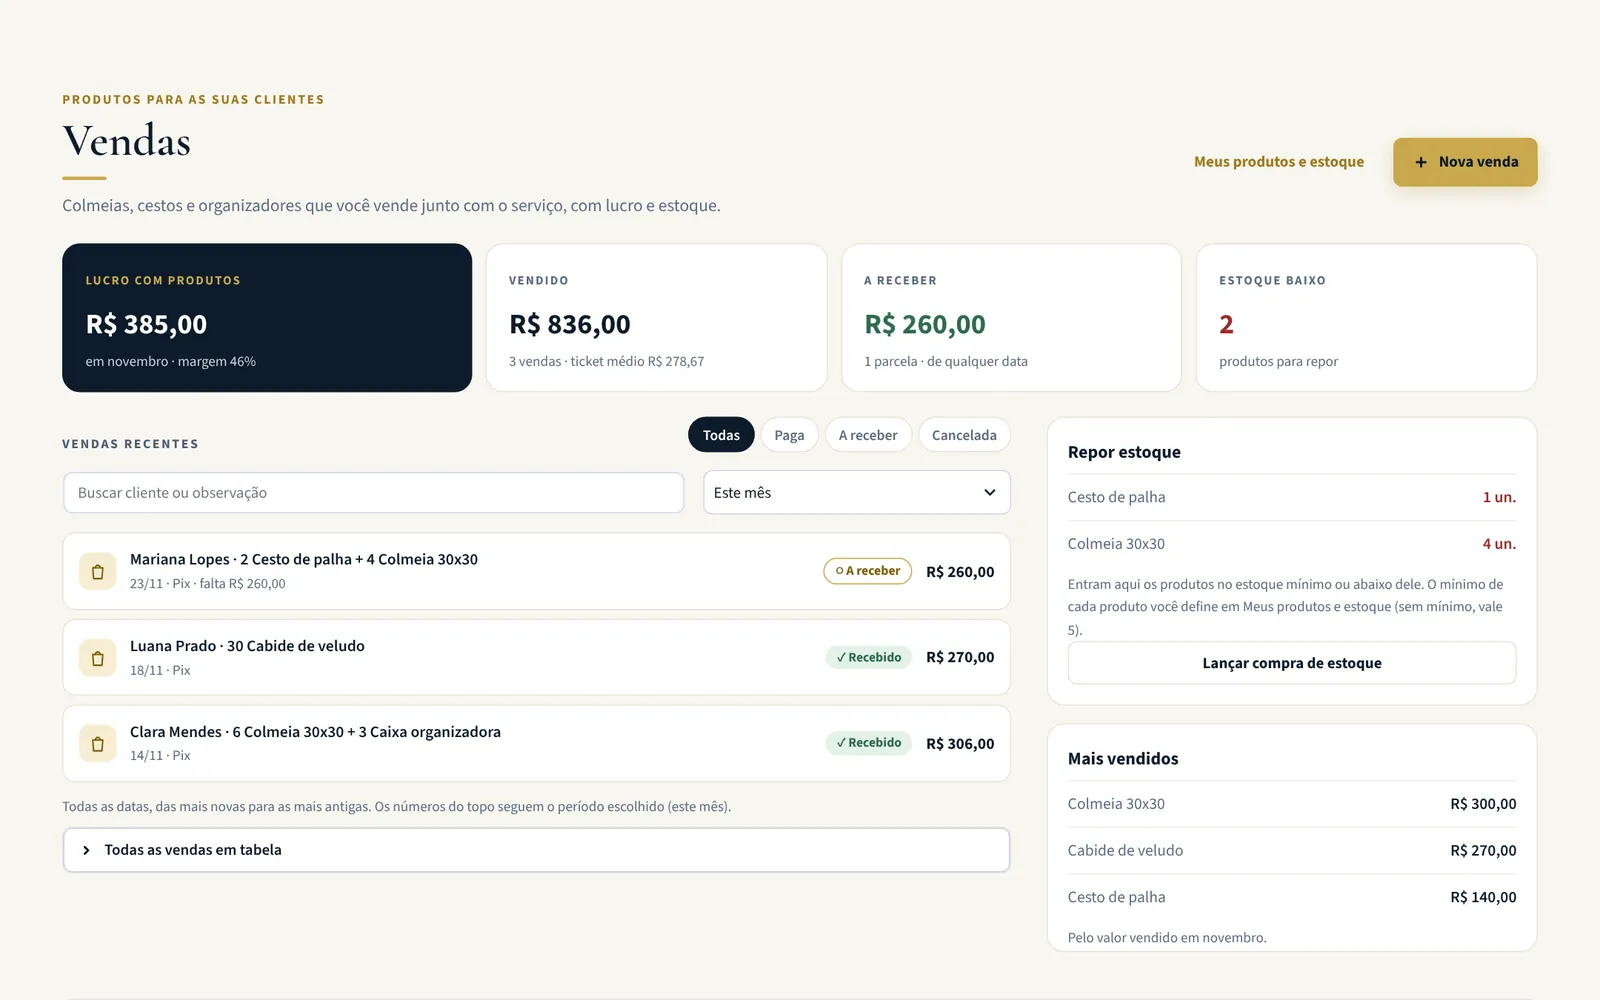 PRODUTOS PARA AS SUAS CLIENTES
Vendas
Colmeias, cestos e organizadores que você vende junto com o serviço, com lucro e estoque.
Meus produtos e estoque
+ Nova venda
LUCRO COM PRODUTOS
R$ 385,00
em novembro · margem 46%
VENDIDO
R$ 836,00
3 vendas · ticket médio R$ 278,67
A RECEBER
R$ 260,00
1 parcela · de qualquer data
ESTOQUE BAIXO
2
produtos para repor
VENDAS RECENTES
Todas
Paga
A receber
Cancelada
Buscar cliente ou observação
Este mês
Mariana Lopes · 2 Cesto de palha + 4 Colmeia 30x30
23/11 · Pix · falta R$ 260,00
A receber
R$ 260,00
Luana Prado · 30 Cabide de veludo
18/11 · Pix
✓ Recebido
R$ 270,00
Clara Mendes · 6 Colmeia 30x30 + 3 Caixa organizadora
14/11 · Pix
✓ Recebido
R$ 306,00
Todas as datas, das mais novas para as mais antigas. Os números do topo seguem o período escolhido (este mês).
Todas as vendas em tabela
Repor estoque
Cesto de palha
1 un.
Colmeia 30x30
4 un.
Entram aqui os produtos no estoque mínimo ou abaixo dele. O mínimo de
cada produto você define em Meus produtos e estoque (sem mínimo, vale
5).
Lançar compra de estoque
Mais vendidos
Colmeia 30x30
R$ 300,00
Cabide de veludo
R$ 270,00
Cesto de palha
R$ 140,00
Pelo valor vendido em novembro.